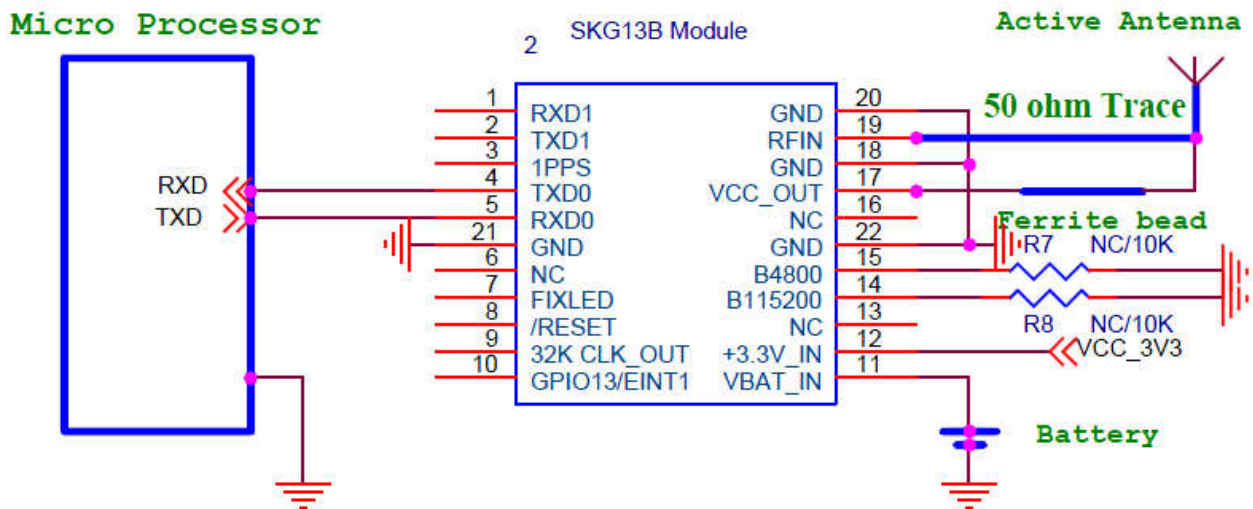 Micro Processor
2
SKG13B Module
Active Antenna
50 ohm Trace
1 RXD1 GND 20
2 TXD1 RFIN 19
3 1PPS GND 18
RXD 4 TXD0 VCC_OUT 17
TXD 5 RXD0 NC 16
Ferrite bead
21 GND GND 22
R7 NC/10K
6 NC B4800 15
7 FIXLED B115200 14
8 /RESET NC 13
R8 NC/10K
9 32K CLK_OUT +3.3V_IN 12
VCC_3V3
10 GPIO13/EINT1 VBAT_IN 11
Battery